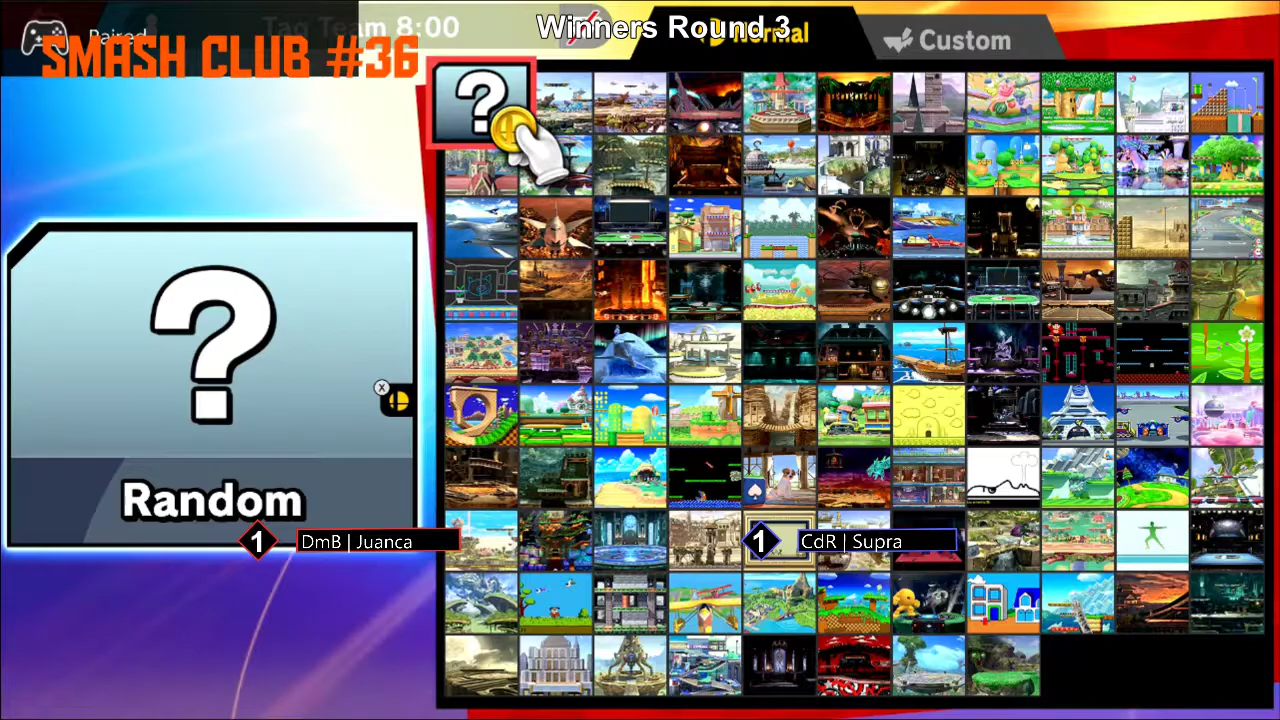 Paired
Tag Team 8:00
Winners Round 3
Normal
Custom
SMASH CLUB #36
?
?
X
Random
1
DmB | Juanca
1
CdR | Supra